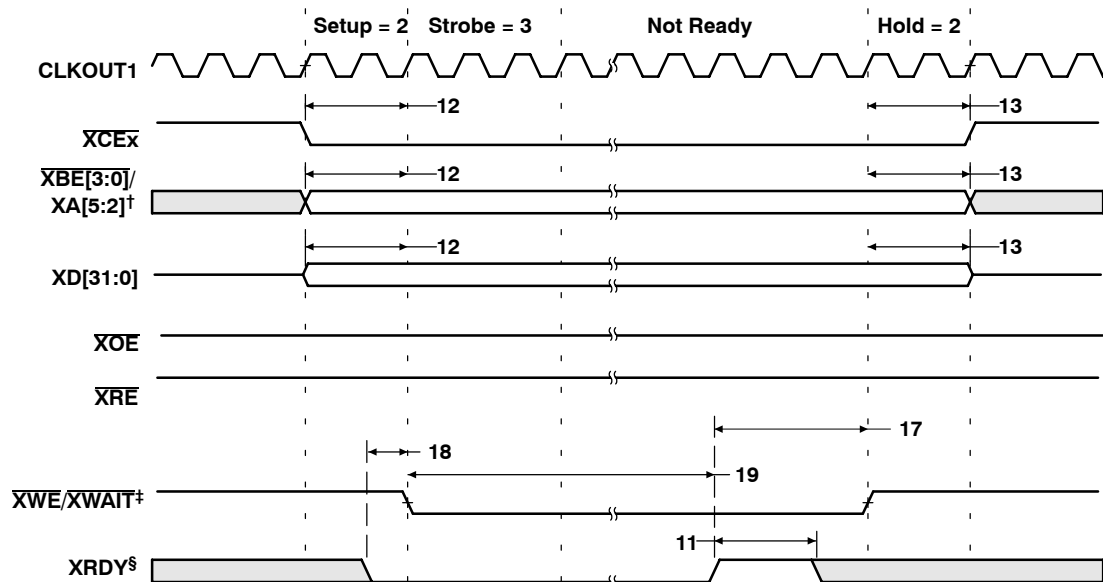 Setup = 2 Strobe = 3 Not Ready Hold = 2
CLKOUT1
12 13
XCEx
XBE[3:0]/
12 13
XA[5:2]†
12 13
XD[31:0]
XOE
XRE
17
18
19
XWE/XWAIT‡
11
XRDY§